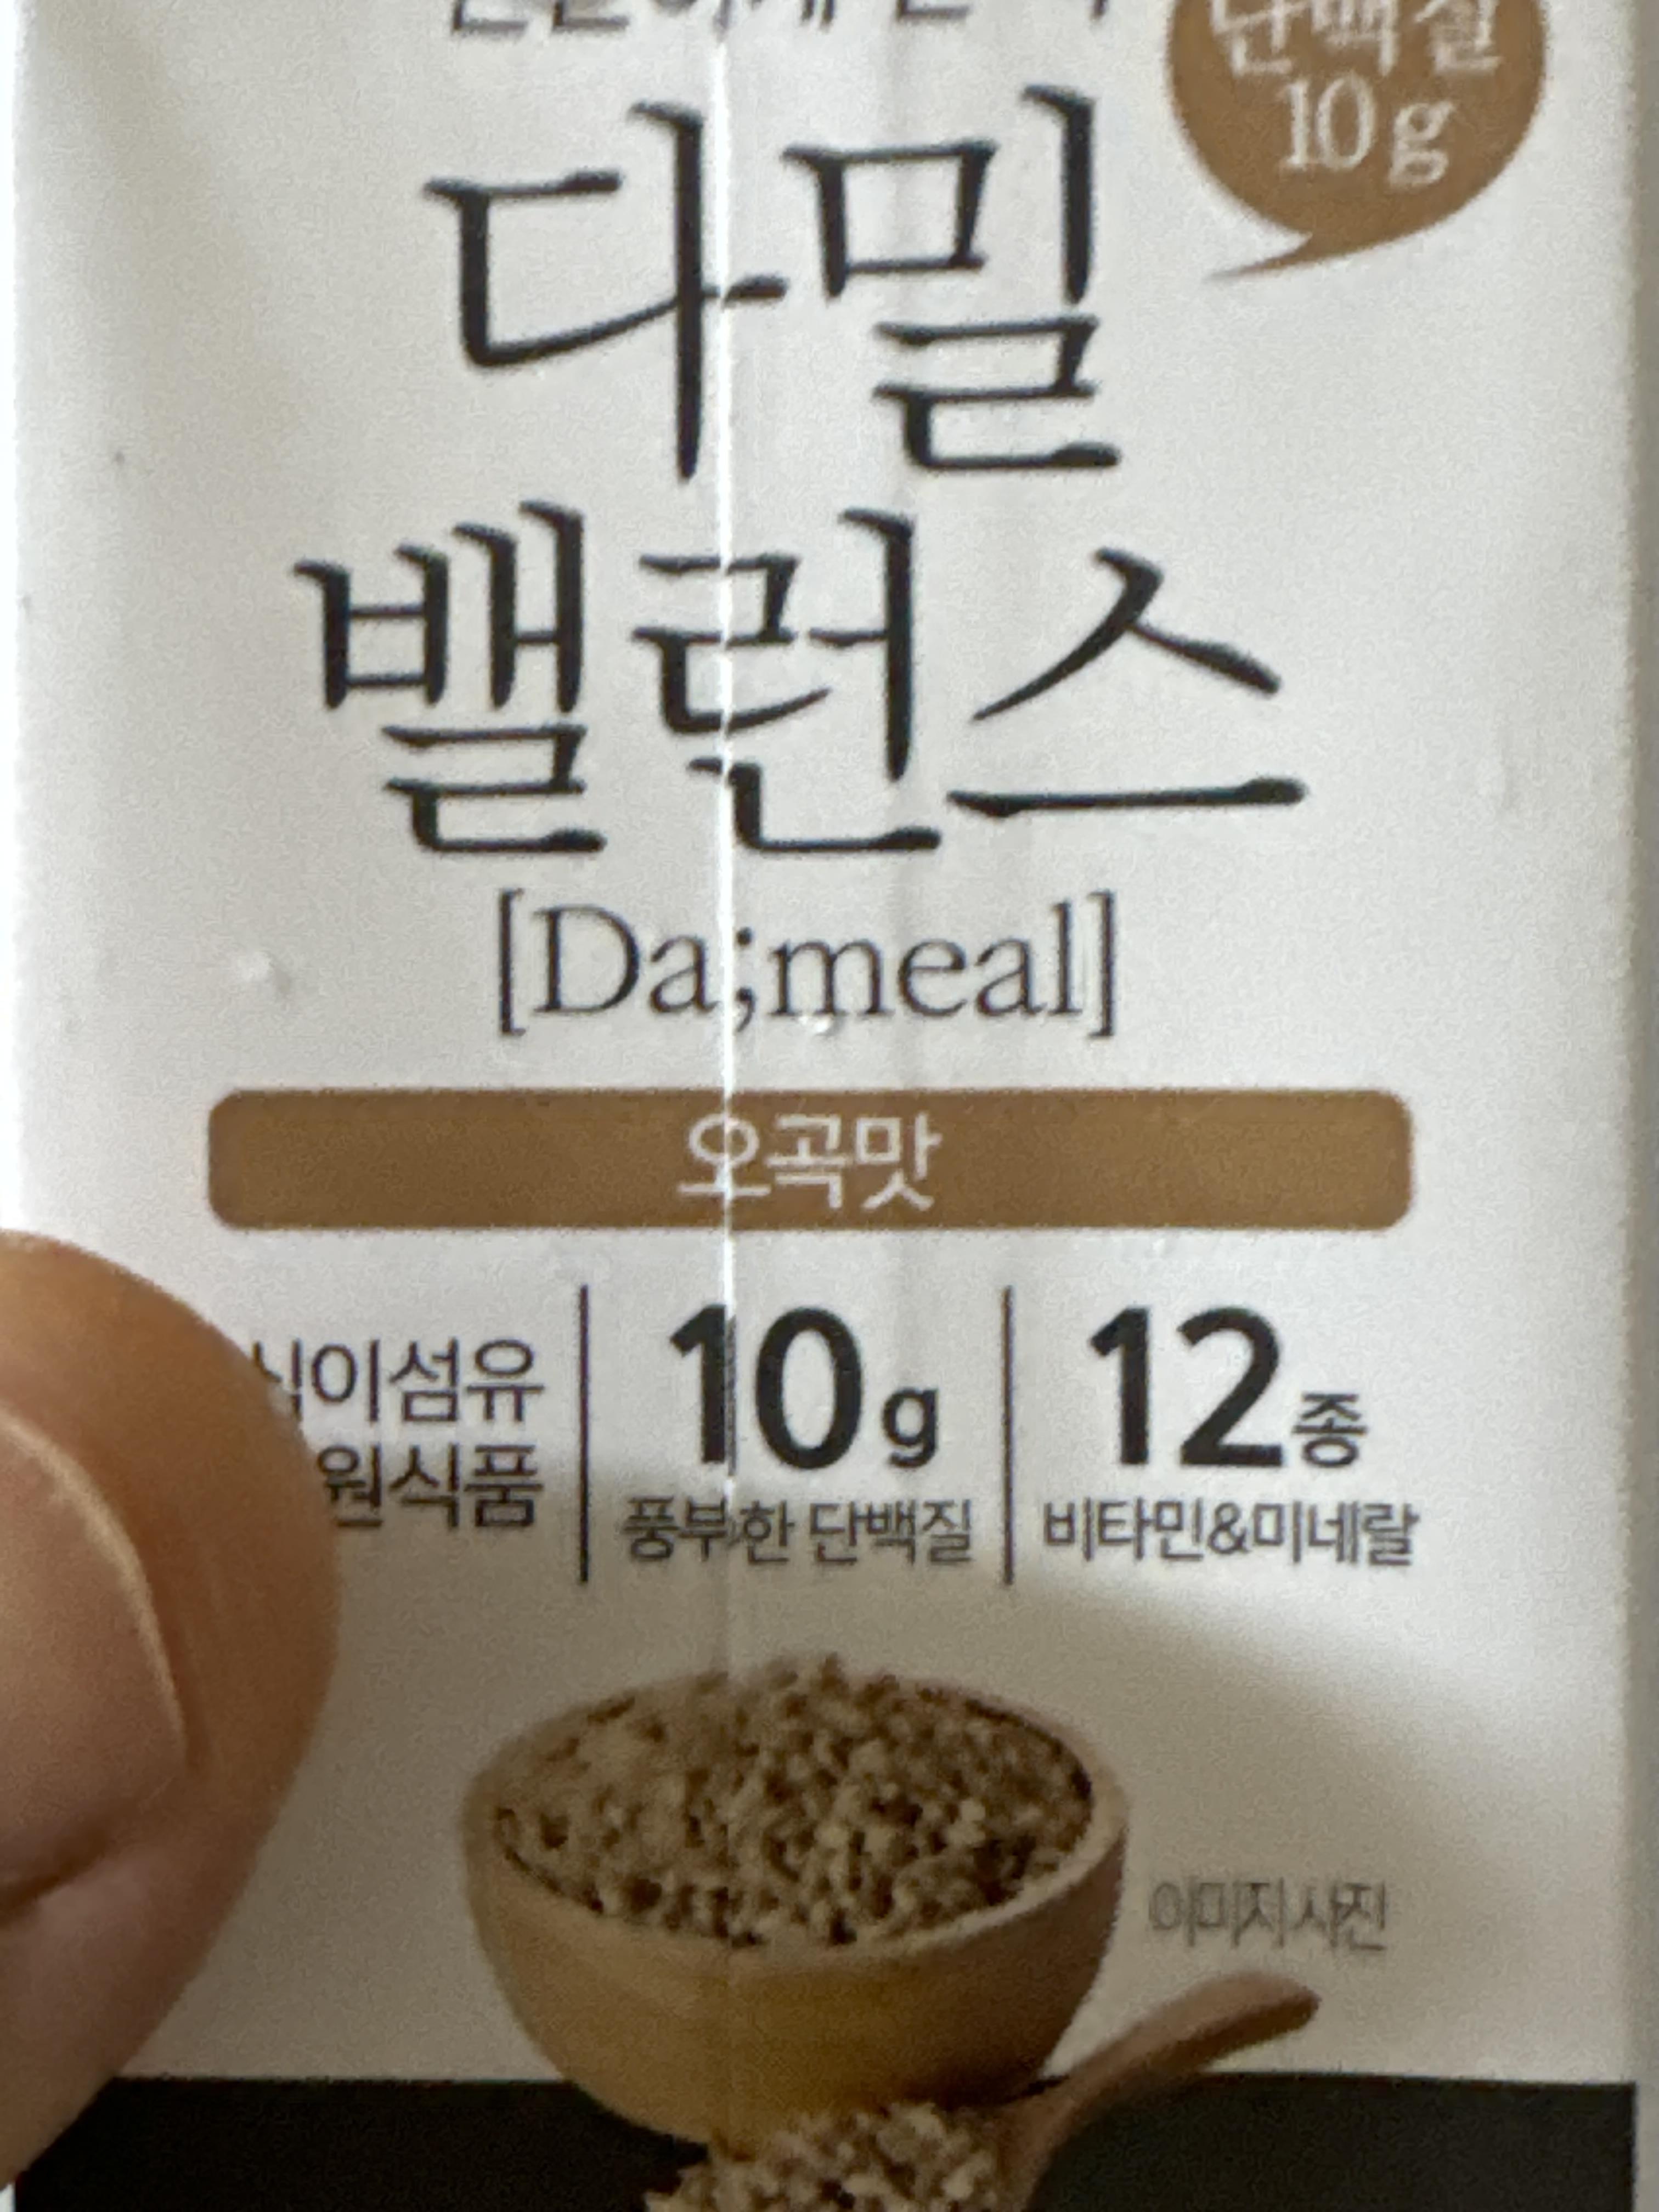 단백질
10g
다밀
밸런스
[Da;meal]
오곡맛
식이섬유
원식품
10g
풍부한 단백질
12종
비타민&미네랄
이미지 사진